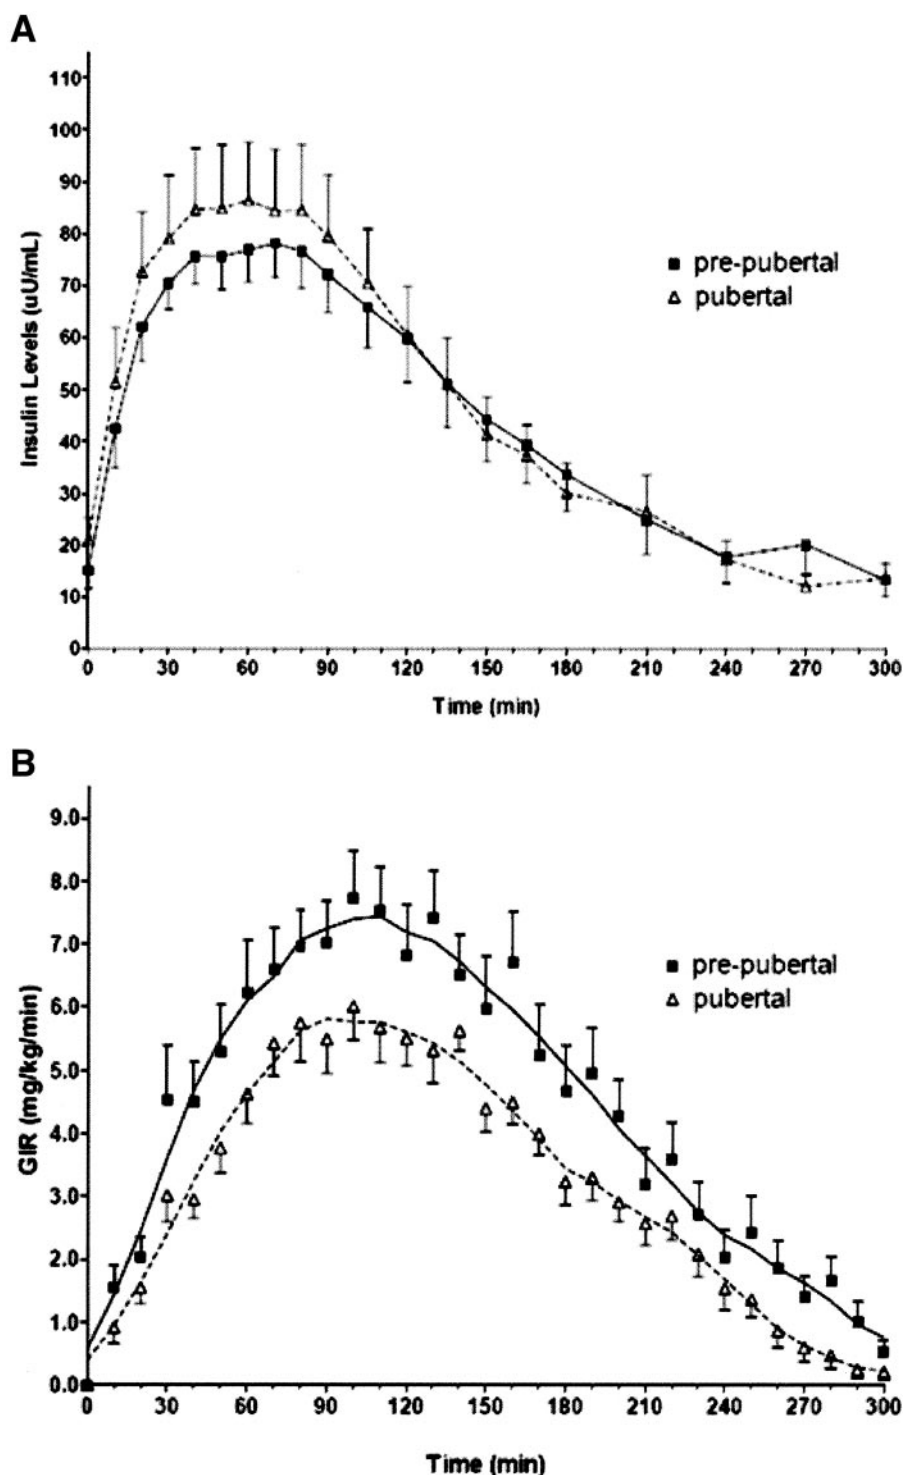 A
Insulin Levels (uU/mL)
110
100
90
80
70
60
50
40
30
20
10
0
0 30 60 90 120 150 180 210 240 270 300
Time (min)
pre-pubertal
pubertal
B
GIR (mg/kg/min)
9.0
8.0
7.0
6.0
5.0
4.0
3.0
2.0
1.0
0.0
0 30 60 90 120 150 180 210 240 270 300
Time (min)
pre-pubertal
pubertal